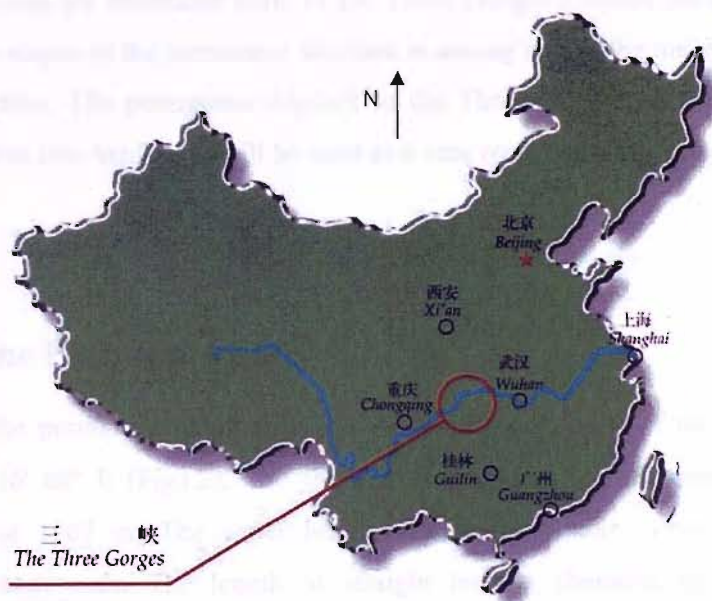 N
北京
Beijing
西安
Xi'an
上海
Shanghai
武汉
Wuhan
重庆
Chongqing
桂林
Guilin
广州
Guangzhou
三 峡
The Three Gorges